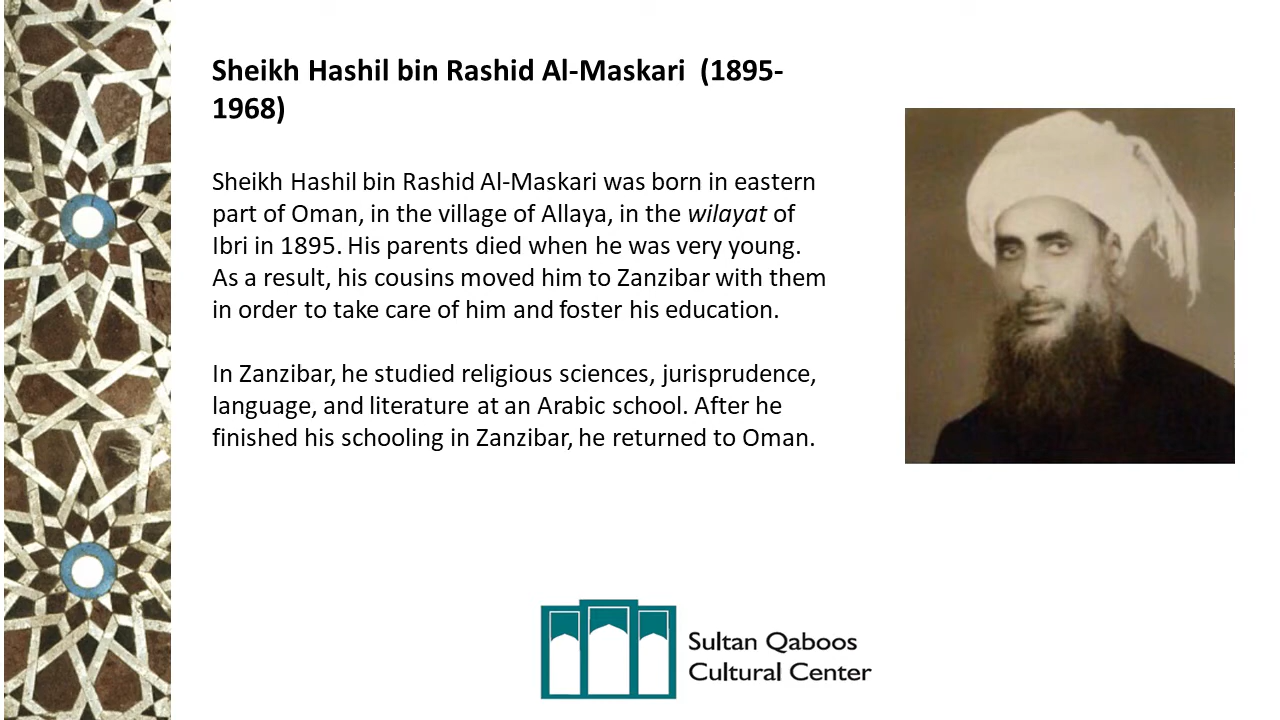 Sheikh Hashil bin Rashid Al-Maskari  (1895-
1968)
Sheikh Hashil bin Rashid Al-Maskari was born in eastern
part of Oman, in the village of Allaya, in the wilayat of
Ibri in 1895. His parents died when he was very young.
As a result, his cousins moved him to Zanzibar with them
in order to take care of him and foster his education.
In Zanzibar, he studied religious sciences, jurisprudence,
language, and literature at an Arabic school. After he
finished his schooling in Zanzibar, he returned to Oman.
Sultan Qaboos
Cultural Center